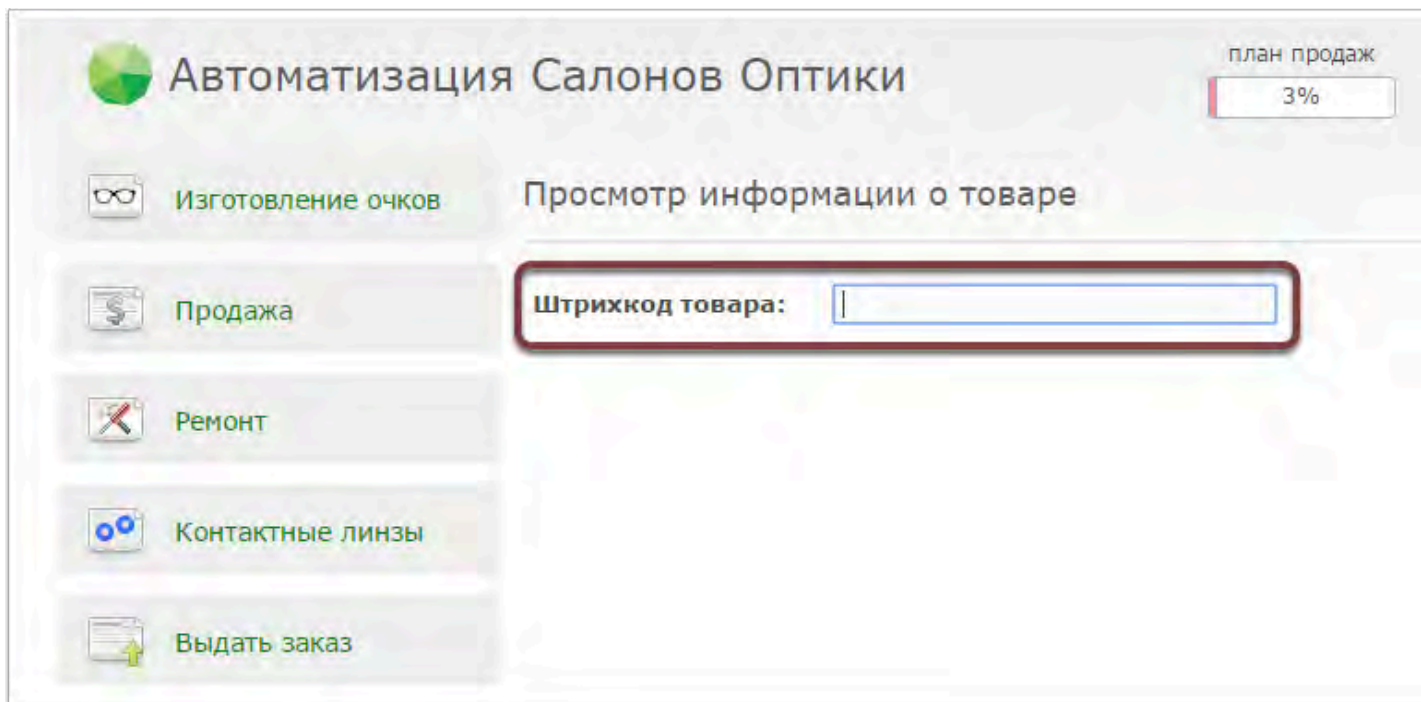 Автоматизация Салонов Оптики
план продаж
3%
Изготовление очков
Продажа
Ремонт
Контактные линзы
Выдать заказ
Просмотр информации о товаре
Штрихкод товара: